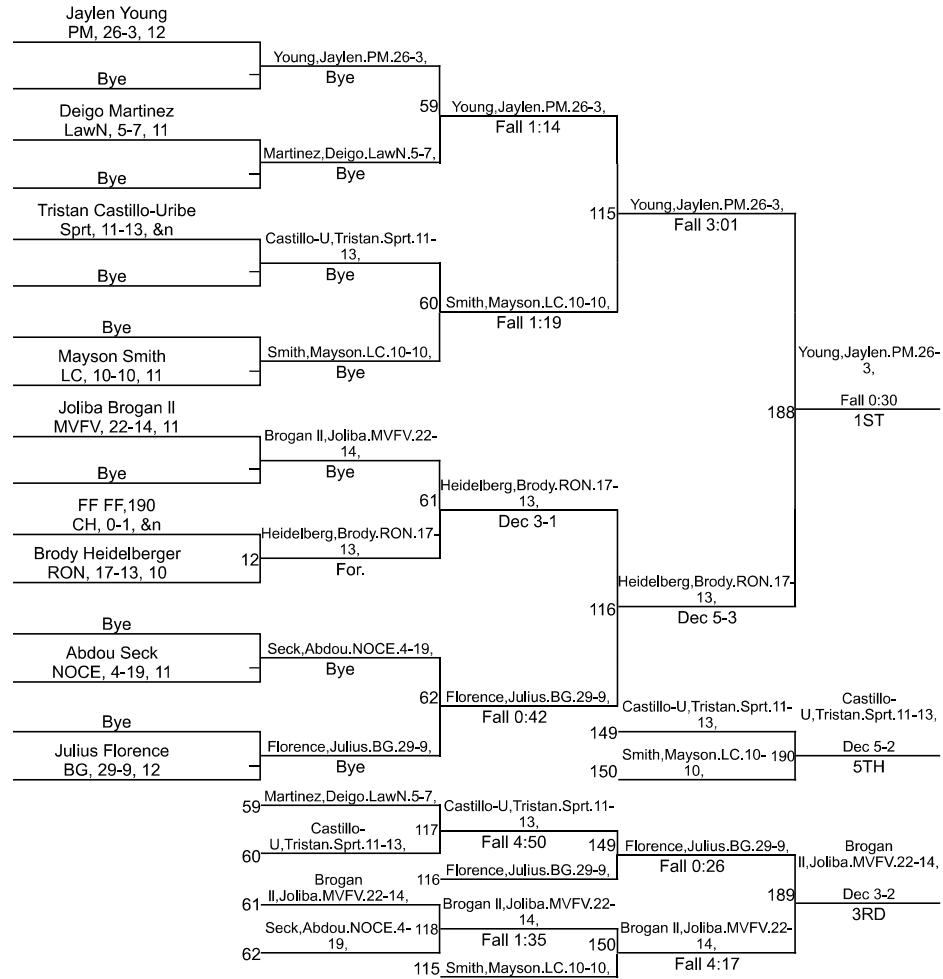 Jaylen Young
PM, 26-3, 12
Young,Jaylen.PM.26-3,
Bye
Bye
59
Young,Jaylen.PM.26-3,
Fall 1:14
Deigo Martinez
LawN, 5-7, 11
Martinez,Deigo.LawN.5-7,
Bye
Bye
Tristan Castillo-Uribe
Sprt, 11-13, &n
115
Young,Jaylen.PM.26-3,
Fall 3:01
Castillo-U,Tristan.Sprt.11-
13,
Bye
Bye
60
Smith,Mayson.LC.10-10,
Fall 1:19
Bye
Mayson Smith
LC, 10-10, 11
Smith,Mayson.LC.10-10,
Bye
Young,Jaylen.PM.26-
3,
Fall 0:30
1ST
188
Joliba Brogan II
MVFV, 22-14, 11
Brogan II,Joliba.MVFV.22-
14,
Bye
Bye
61
Heidelberg,Brody.RON.17-
13,
Dec 3-1
FF FF,190
CH, 0-1, &n
12
Heidelberg,Brody.RON.17-
13,
For.
Brody Heidelberger
RON, 17-13, 10
116
Heidelberg,Brody.RON.17-
13,
Dec 5-3
Bye
Abdou Seck
NOCE, 4-19, 11
Seck,Abdou.NOCE.4-19,
Bye
62
Florence,Julius.BG.29-9,
Fall 0:42
Bye
Julius Florence
BG, 29-9, 12
Florence,Julius.BG.29-9,
Bye
149
Castillo-U,Tristan.Sprt.11-
13,
150
Smith,Mayson.LC.10-
10,
190
Castillo-
U,Tristan.Sprt.11-13,
Dec 5-2
5TH
59
Martinez,Deigo.LawN.5-7,
60
Castillo-
U,Tristan.Sprt.11-13,
117
Castillo-U,Tristan.Sprt.11-
13,
Fall 4:50
149
Florence,Julius.BG.29-9,
Fall 0:26
116
Florence,Julius.BG.29-9,
61
Brogan
II,Joliba.MVFV.22-14,
62
Seck,Abdou.NOCE.4-
19,
118
Brogan II,Joliba.MVFV.22-
14,
Fall 1:35
150
Brogan II,Joliba.MVFV.22-
14,
Fall 4:17
115
Smith,Mayson.LC.10-10,
189
Brogan
II,Joliba.MVFV.22-14,
Dec 3-2
3RD